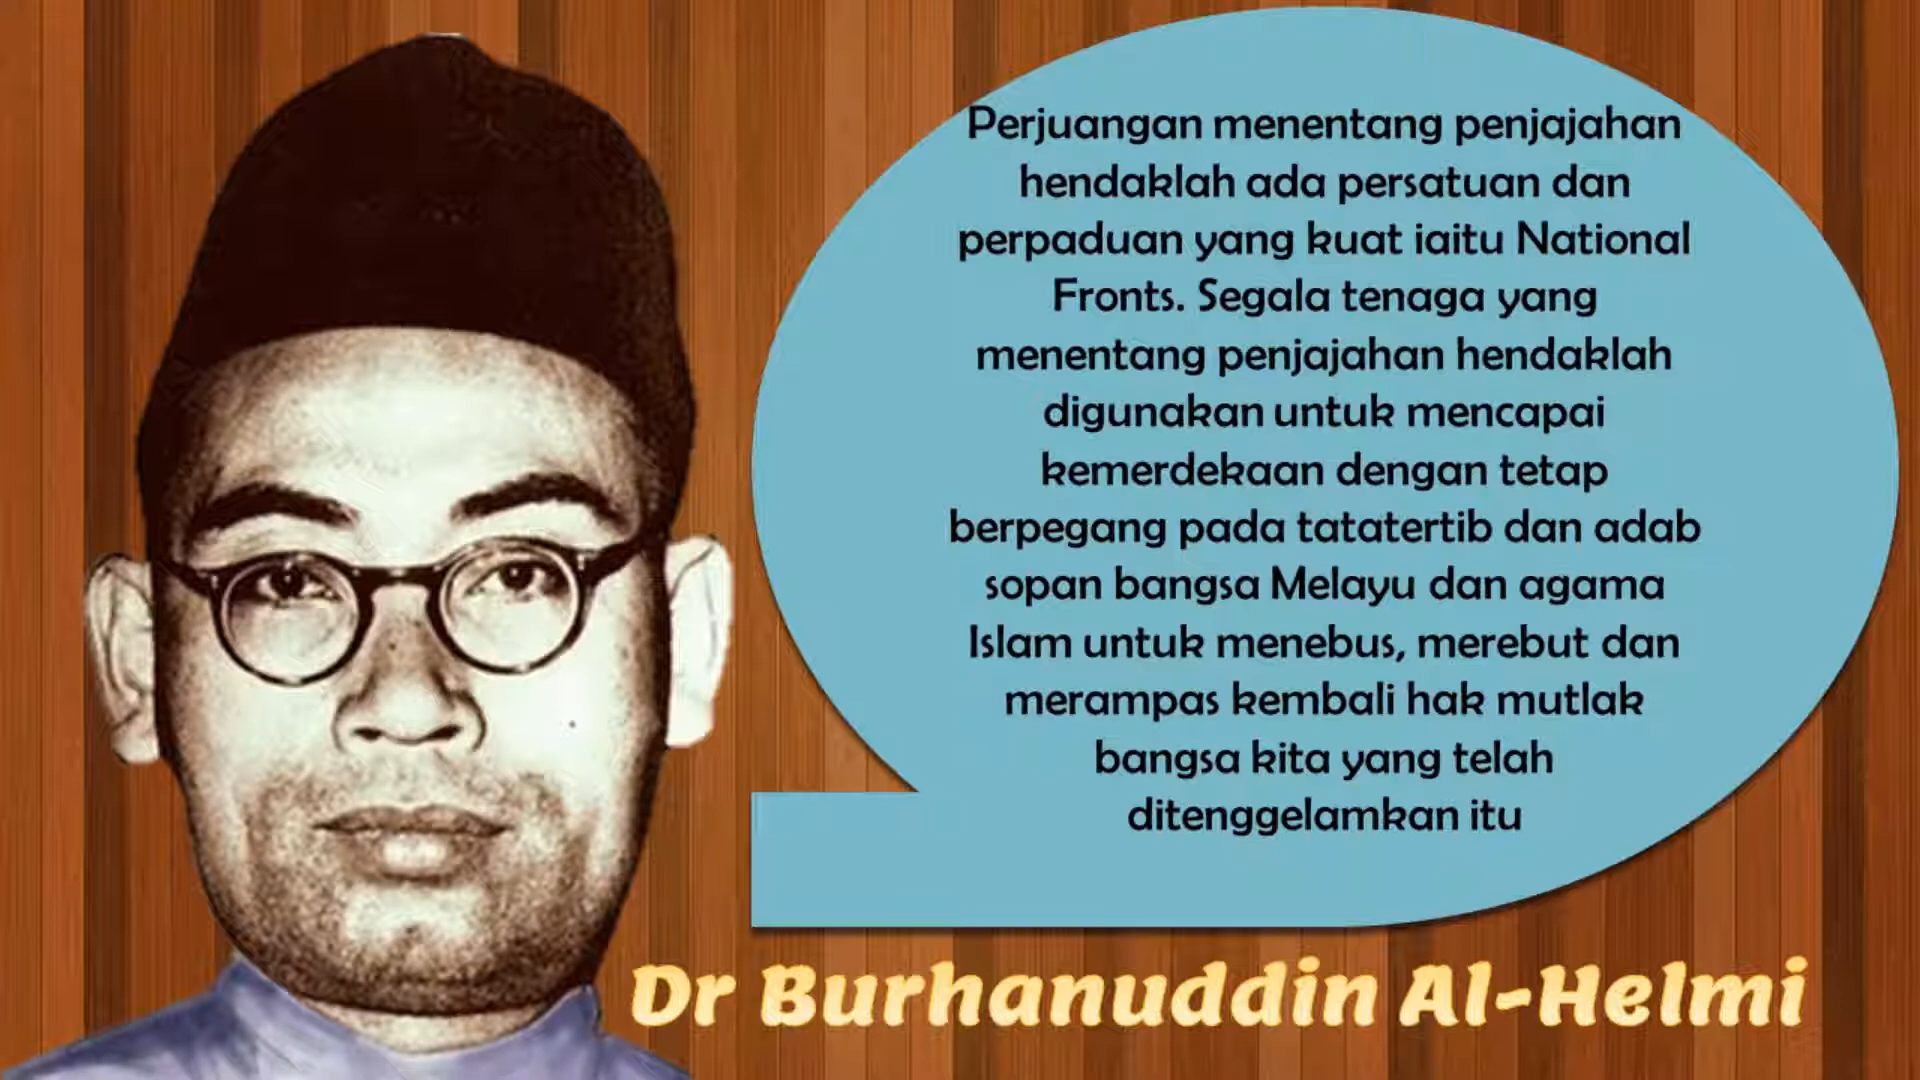 Perjuangan menentang penjajahan
hendaklah ada persatuan dan
perpaduan yang kuat iaitu National
Fronts. Segala tenaga yang
menentang penjajahan hendaklah
digunakan untuk mencapai
kemerdekaan dengan tetap
berpegang pada tatatertib dan adab
sopan bangsa Melayu dan agama
Islam untuk menebus, merebut dan
merampas kembali hak mutlak
bangsa kita yang telah
ditenggelamkan itu
Dr Burhanuddin Al-Helmi